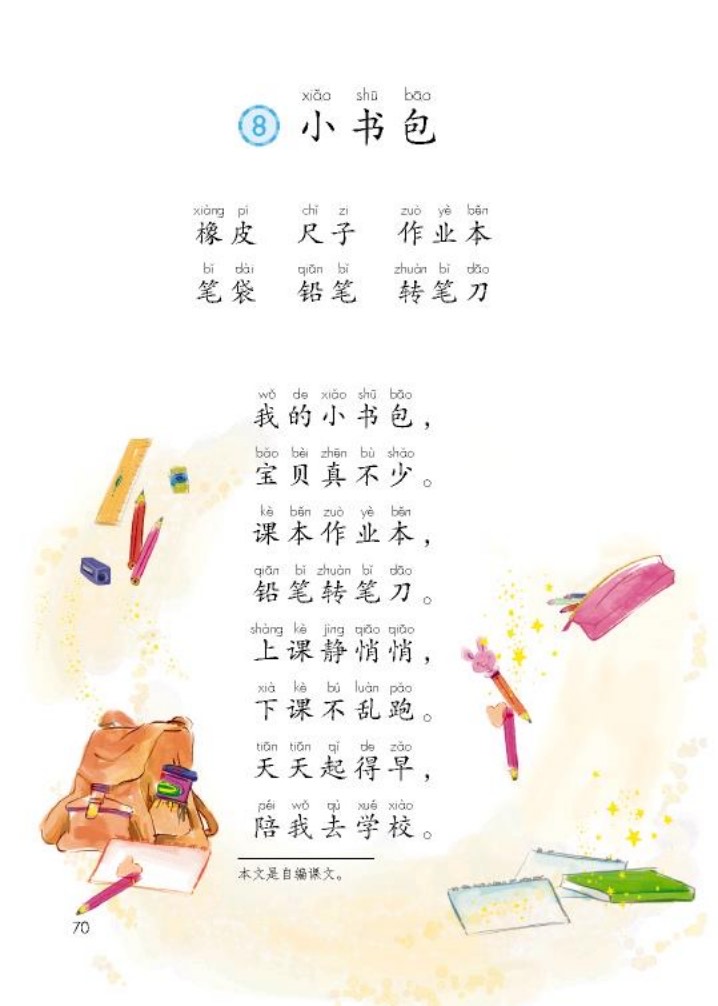 xiǎo shū bāo
8 小书包
xiàng pí chǐ zi zuò yè běn
橡皮 尺子 作业本
bǐ dài qiān bǐ zhuàn bǐ dāo
笔袋 铅笔 转笔刀
wǒ de xiǎo shū bāo
我的小书包，
bǎo bèi zhēn bù shǎo
宝贝真不少。
kè běn zuò yè běn
课本作业本，
qiān bǐ zhuàn bǐ dāo
铅笔转笔刀。
shàng kè jìng qiāo qiāo
上课静悄悄，
xià kè bú luàn pǎo
下课不乱跑。
tiān tiān qǐ de zǎo
天天起得早，
péi wǒ qù xué xiào
陪我去学校。
本文是自编课文。
70